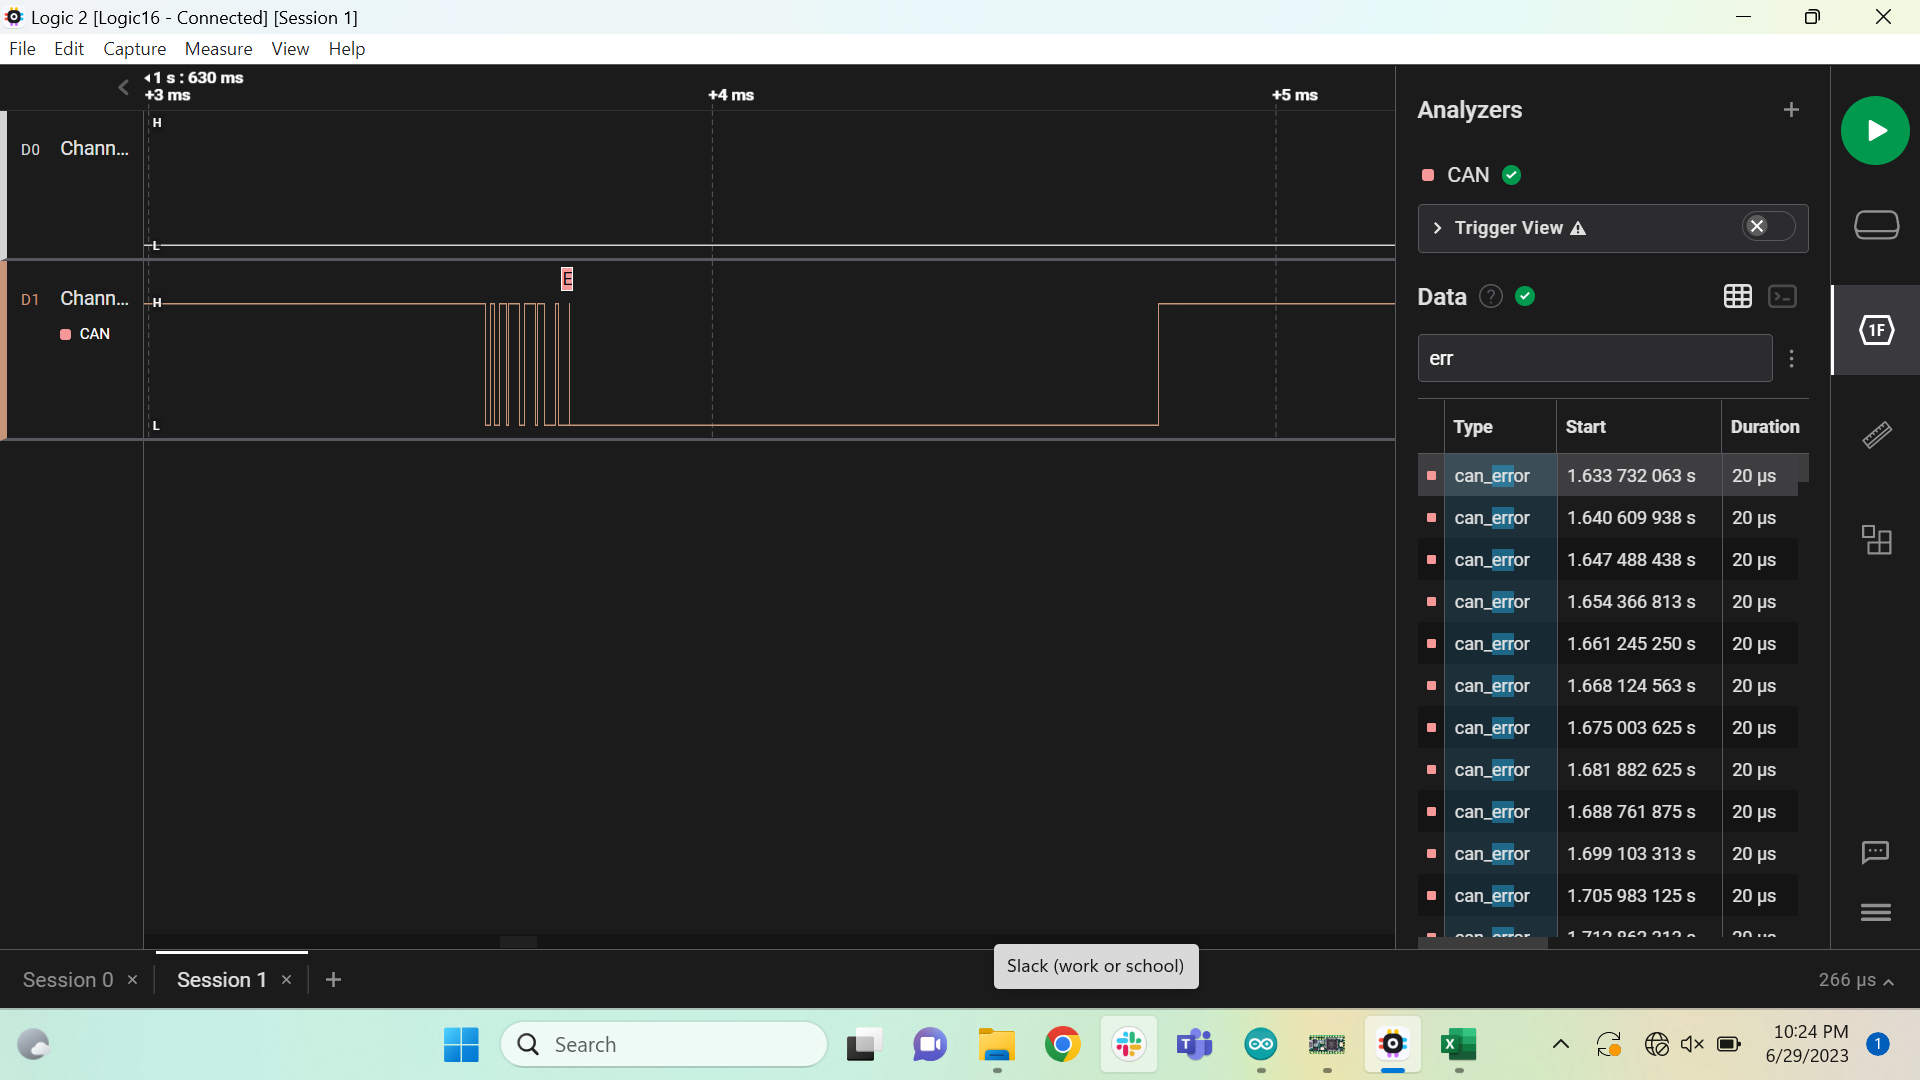 Logic 2 [Logic16 - Connected] [Session 1]
File Edit Capture Measure View Help
1 s : 630 ms
+3 ms +4 ms +5 ms
D0 Chann...
H
L
D1 Chann...
CAN
H
L
E
Analyzers
CAN
Trigger View
Data
1F
err
Type Start Duration
can_error 1.633 732 063 s 20 μs
can_error 1.640 609 938 s 20 μs
can_error 1.647 488 438 s 20 μs
can_error 1.654 366 813 s 20 μs
can_error 1.661 245 250 s 20 μs
can_error 1.668 124 563 s 20 μs
can_error 1.675 003 625 s 20 μs
can_error 1.681 882 625 s 20 μs
can_error 1.688 761 875 s 20 μs
can_error 1.699 103 313 s 20 μs
can_error 1.705 983 125 s 20 μs
Slack (work or school)
Session 0 Session 1
266 μs
Search
10:24 PM
6/29/2023
1